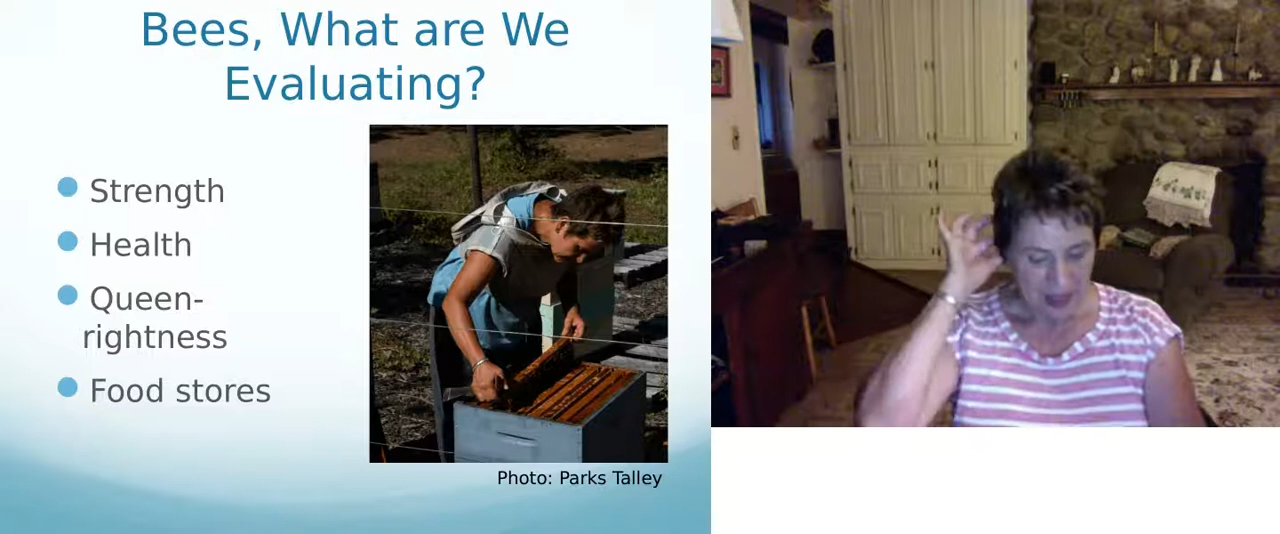 Bees, What are We
Evaluating?
Strength
Health
Queen-
rightness
Food stores
Photo: Parks Talley